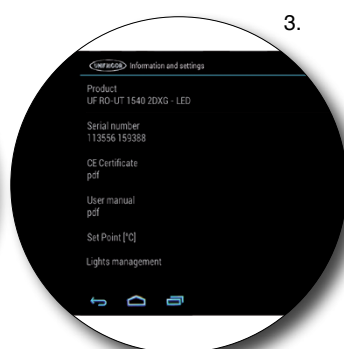 3.
UNIFRIGOR Information and settings
Product
UF RO-UT 1540 2DXG - LED
Serial number
113556 159388
CE Certificate
pdf
User manual
pdf
Set Point [°C]
Lights management